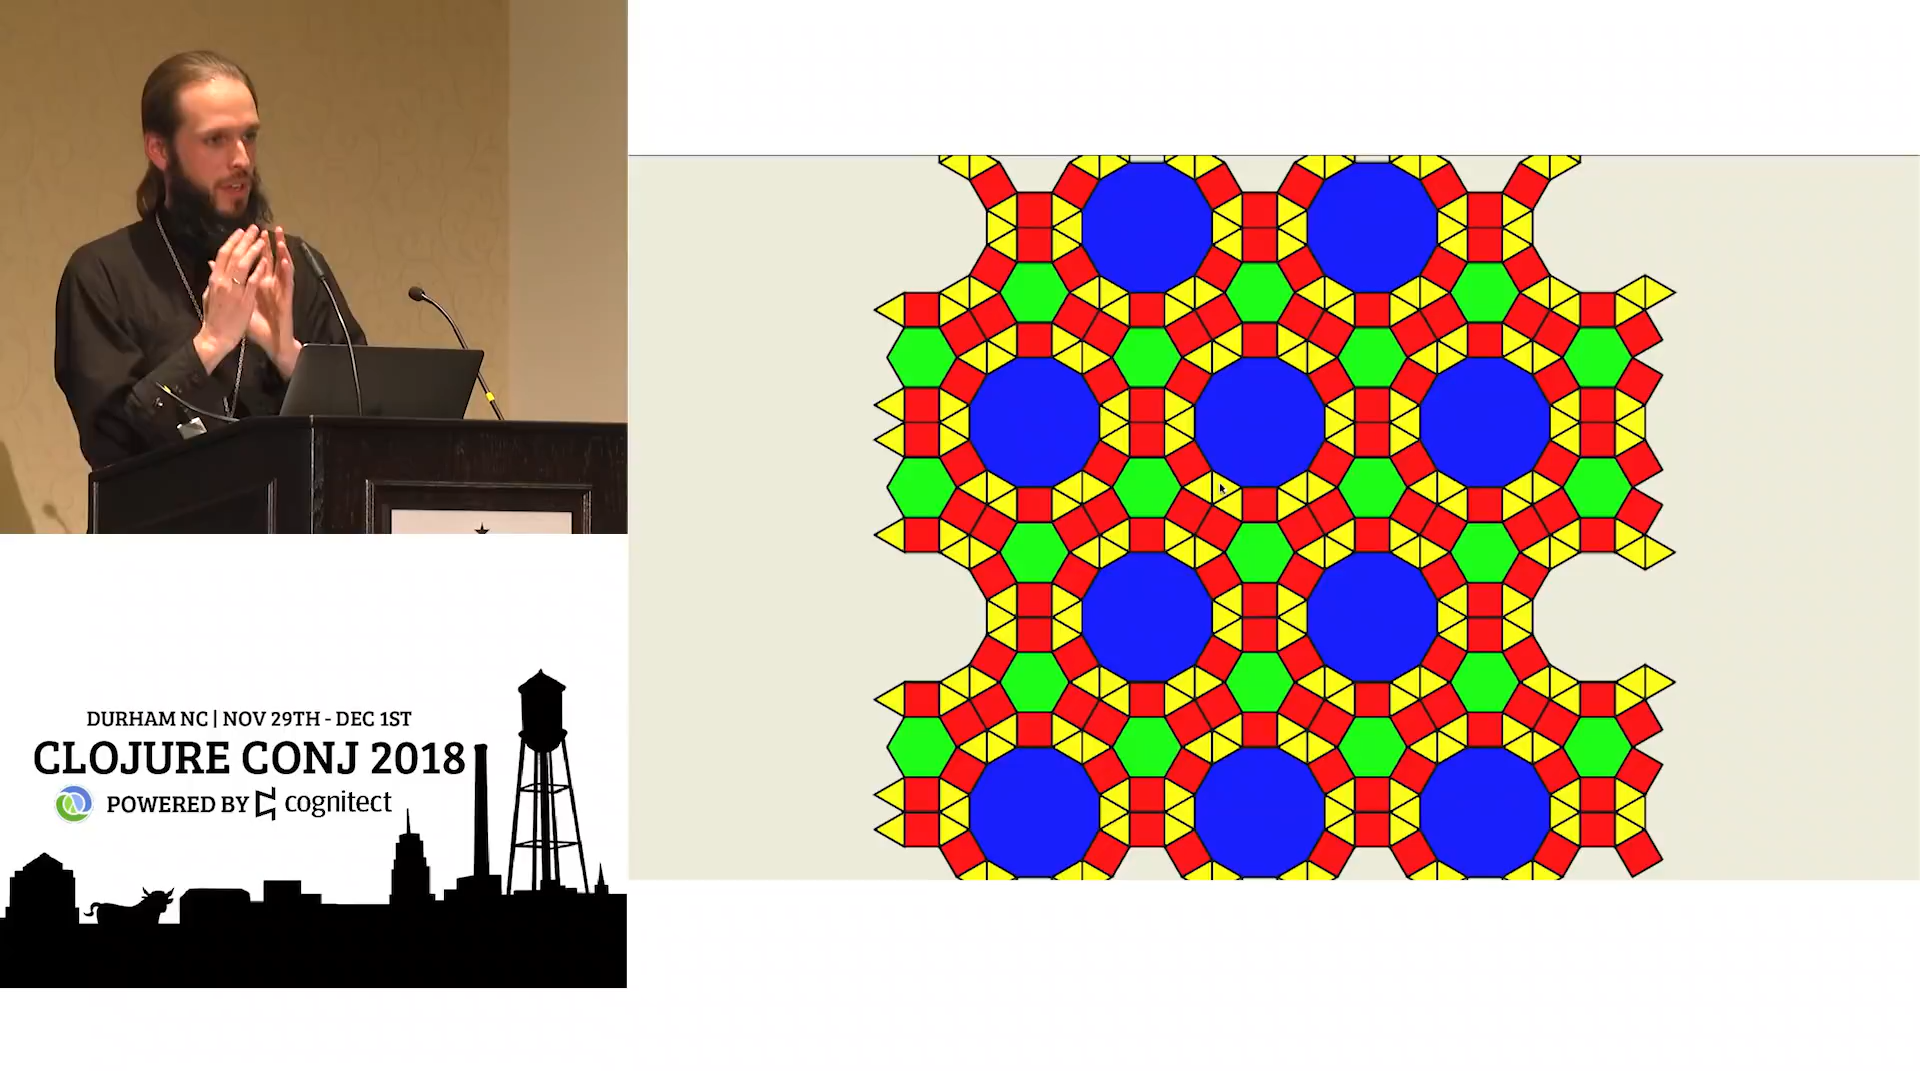 DURHAM NC | NOV 29TH - DEC 1ST
CLOJURE CONJ 2018
POWERED BY cognitect